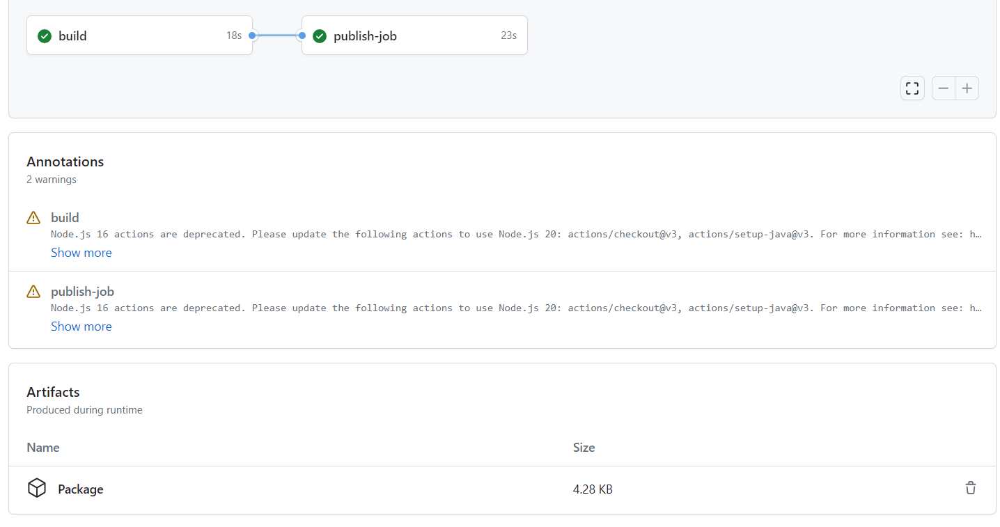 build 18s
publish-job 23s
Annotations
2 warnings
build
Node.js 16 actions are deprecated. Please update the following actions to use Node.js 20: actions/checkout@v3, actions/setup-java@v3. For more information see: h…
Show more
publish-job
Node.js 16 actions are deprecated. Please update the following actions to use Node.js 20: actions/checkout@v3, actions/setup-java@v3. For more information see: h…
Show more
Artifacts
Produced during runtime
Name Size
Package 4.28 KB